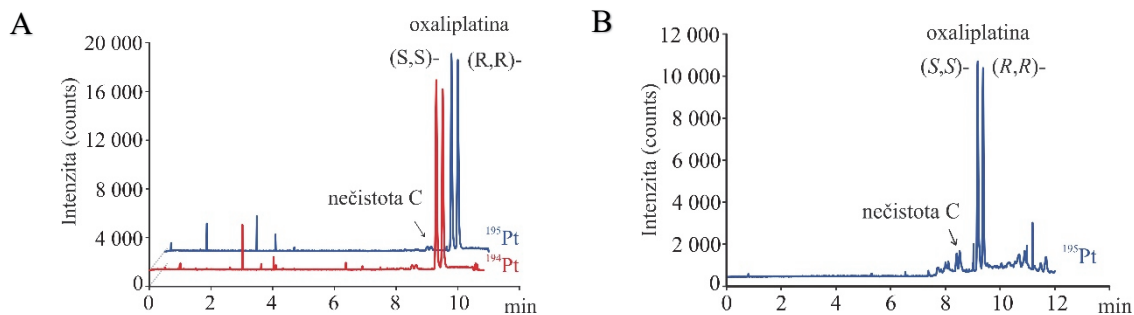 A
oxaliplatina
(S,S)- (R,R)-
Intenzita (counts)
20 000
16 000
12 000
8 000
4 000
0
nečistota C
¹⁹⁵Pt
¹⁹⁴Pt
0 2 4 6 8 10 min
B
oxaliplatina
(S,S)- (R,R)-
Intenzita (counts)
12 000
10 000
8 000
6 000
4 000
2 000
0
nečistota C
¹⁹⁵Pt
0 2 4 6 8 10 12 min